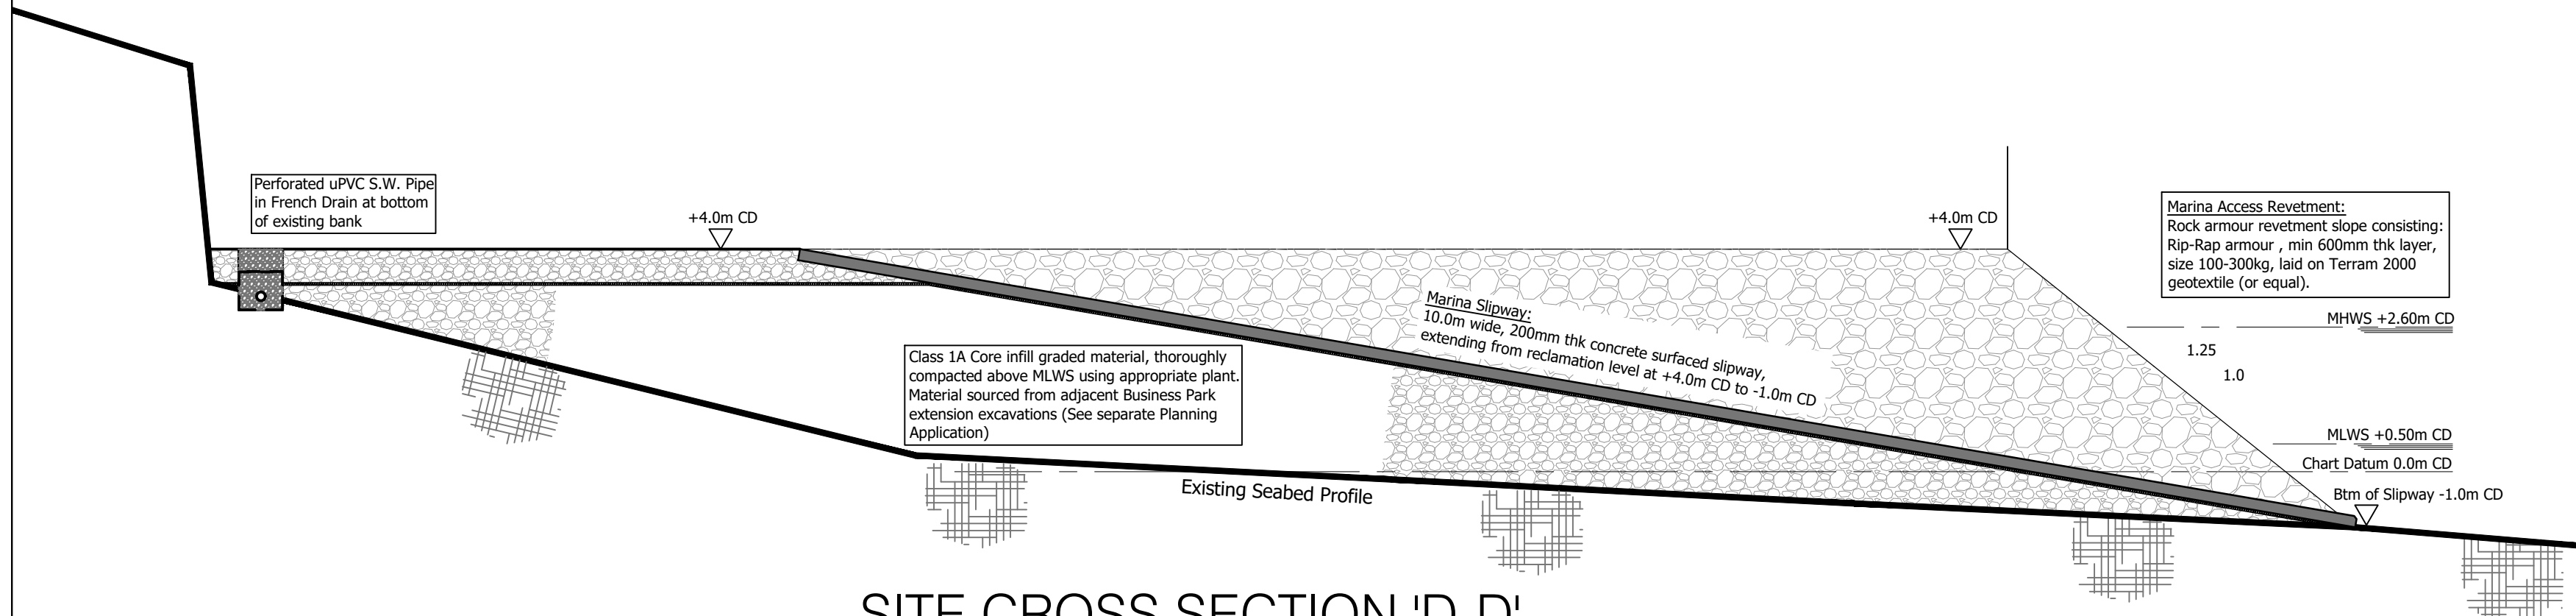 Perforated uPVC S.W. Pipe
in French Drain at bottom
of existing bank
+4.0m CD
+4.0m CD
Marina Access Revetment:
Rock armour revetment slope consisting:
Rip-Rap armour , min 600mm thk layer,
size 100-300kg, laid on Terram 2000
geotextile (or equal).
Marina Slipway:
10.0m wide, 200mm thk concrete surfaced slipway,
extending from reclamation level at +4.0m CD to -1.0m CD
MHWS +2.60m CD
1.25
1.0
Class 1A Core infill graded material, thoroughly
compacted above MLWS using appropriate plant.
Material sourced from adjacent Business Park
extension excavations (See separate Planning
Application)
MLWS +0.50m CD
Chart Datum 0.0m CD
Existing Seabed Profile
Btm of Slipway -1.0m CD
SITE CROSS SECTION 'D-D'